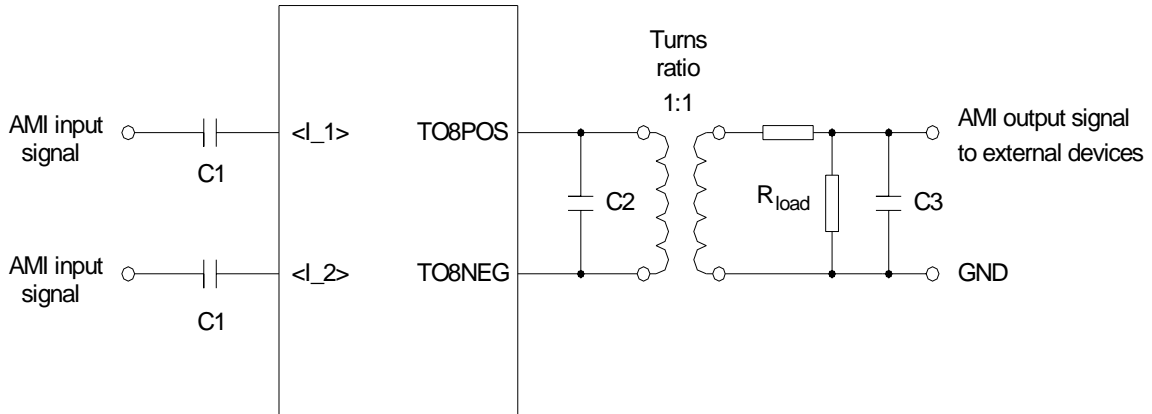 Turns
ratio
1:1
AMI input
signal
C1
<I_1>
TO8POS
AMI output signal
to external devices
C2
R_load
C3
AMI input
signal
C1
<I_2>
TO8NEG
GND